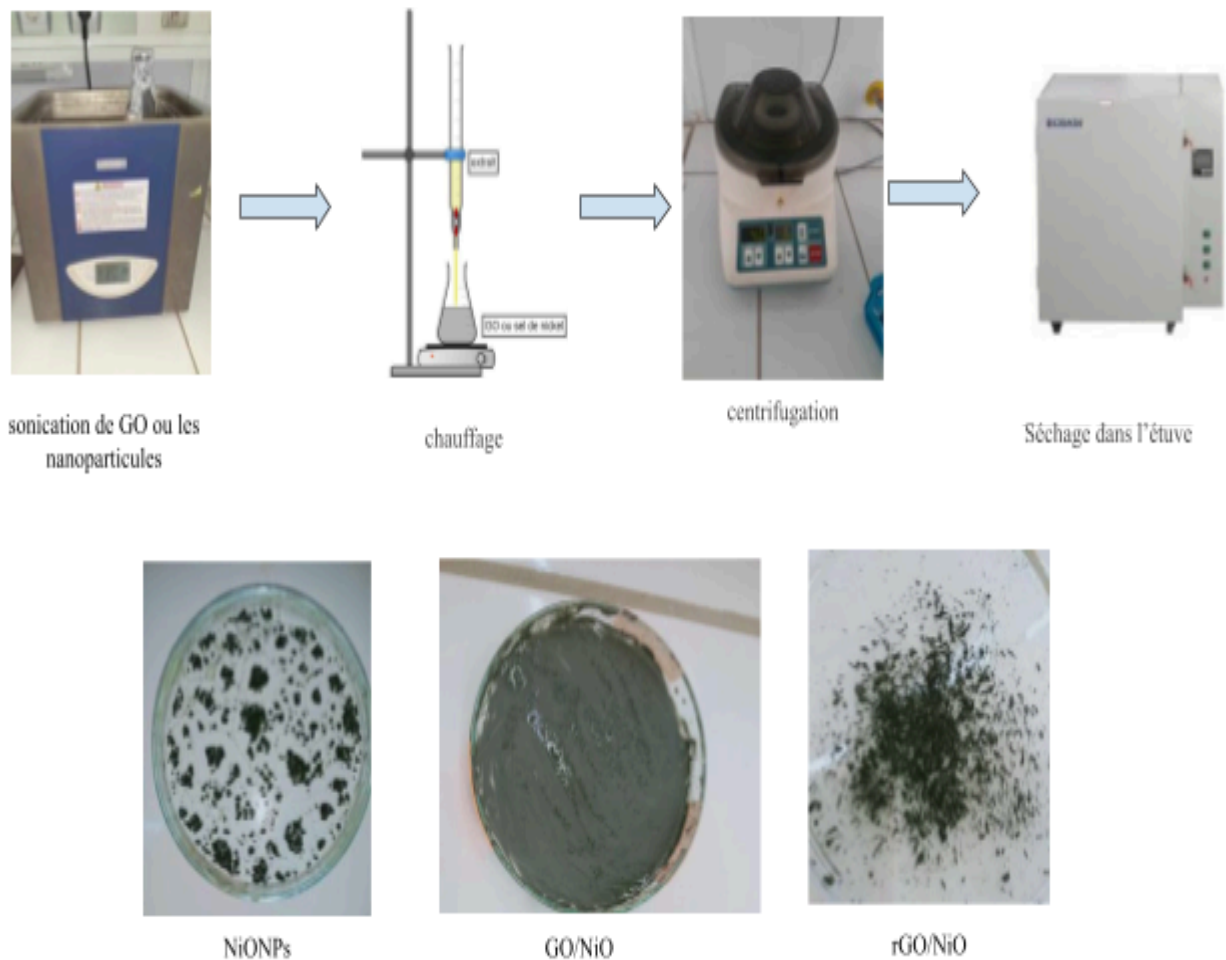 extrait
GO ou sel de nickel
sonication de GO ou les
nanoparticules
chauffage
centrifugation
Séchage dans l'étuve
NiONPs
GO/NiO
rGO/NiO